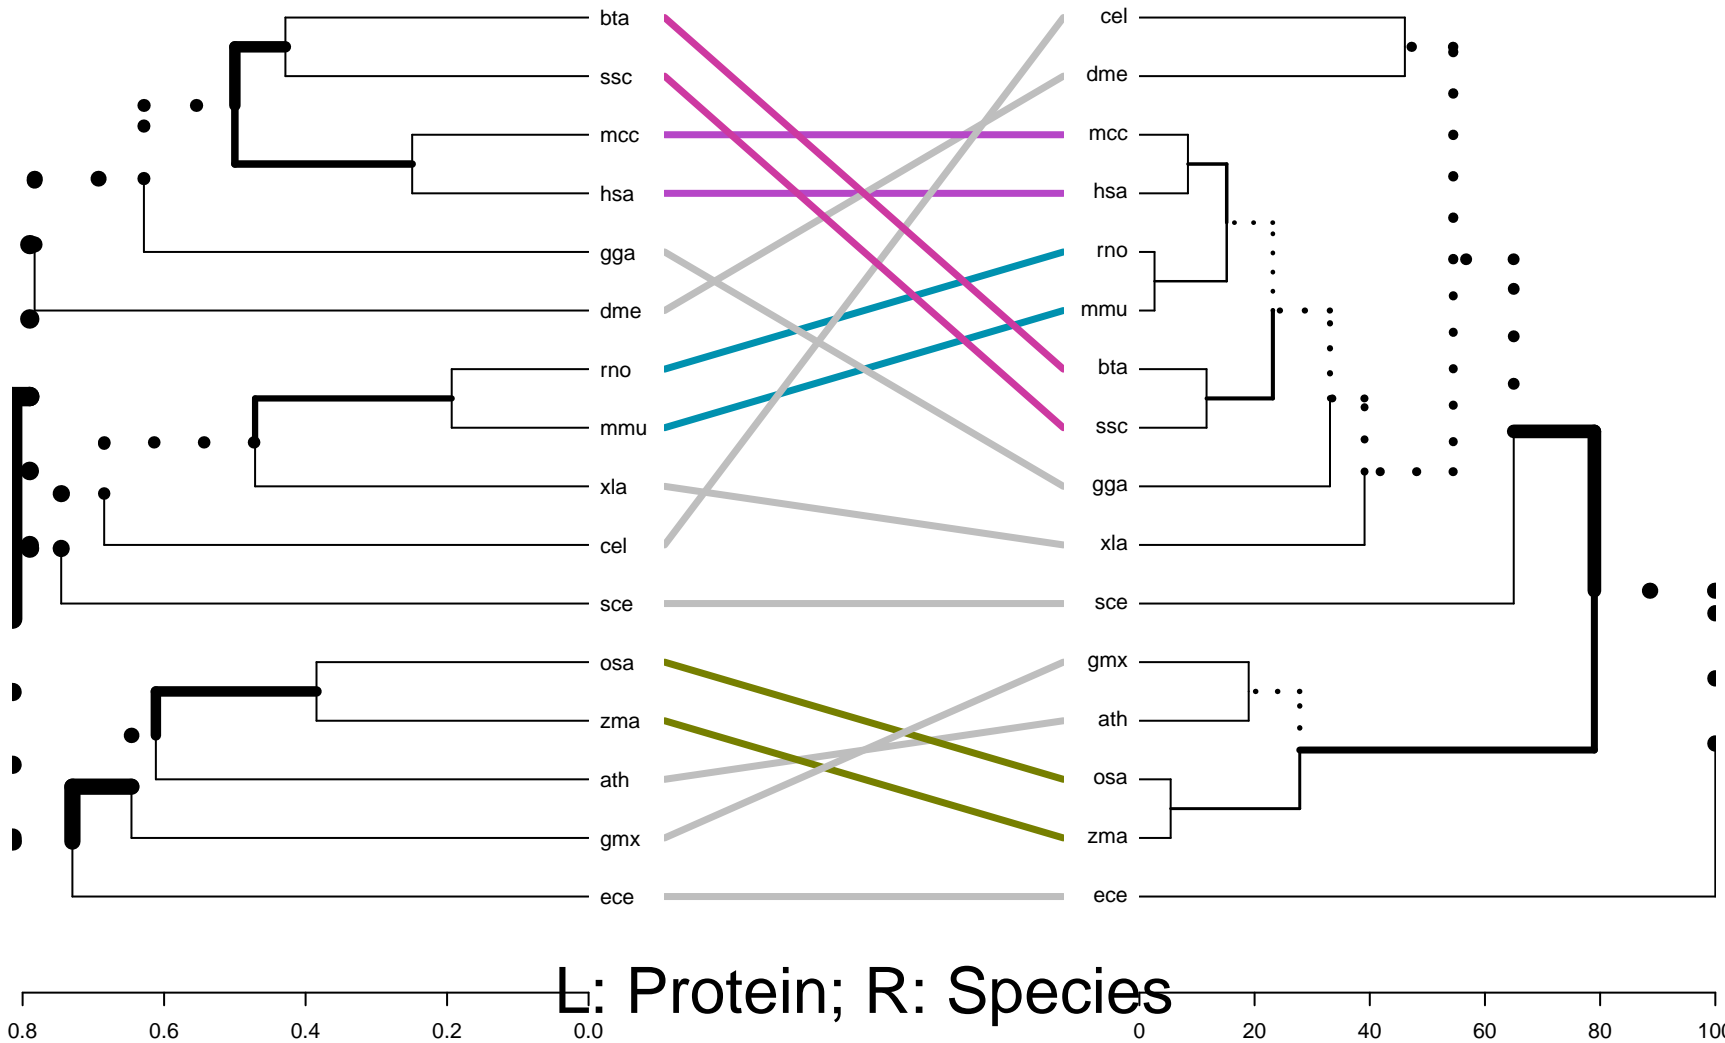 bta
ssc
mcc
hsa
gga
dme
rno
mmu
xla
cel
sce
osa
zma
ath
gmx
ece
cel
dme
mcc
hsa
rno
mmu
bta
ssc
gga
xla
sce
gmx
ath
osa
zma
ece
L: Protein; R: Species
0.8 0.6 0.4 0.2 0.0
0 20 40 60 80 100